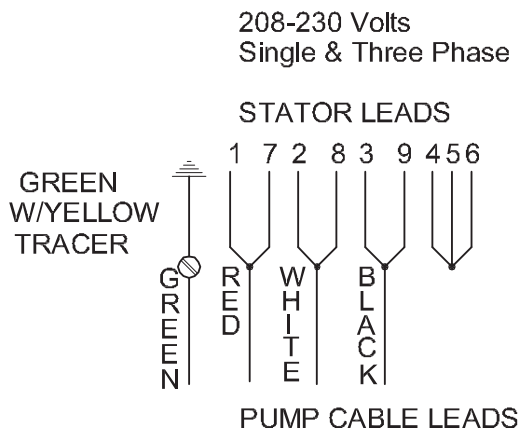 208-230 Volts
Single & Three Phase
STATOR LEADS
1 7 2 8 3 9 4 5 6
GREEN
W/YELLOW
TRACER
GREEN
RED
WHITE
BLACK
PUMP CABLE LEADS